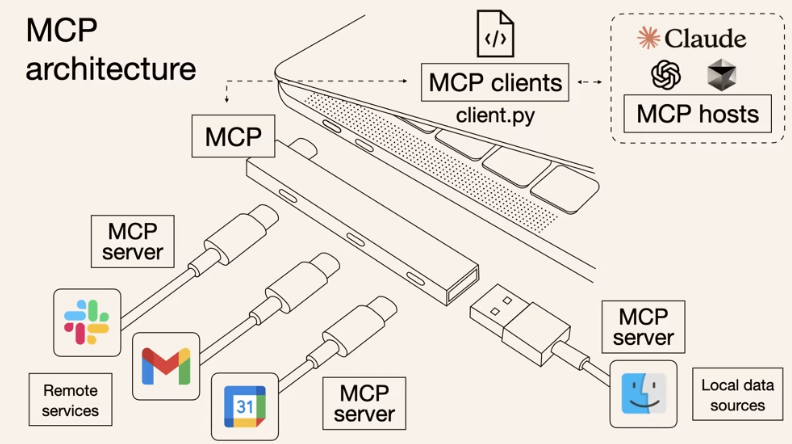 MCP
architecture
</>
MCP clients
client.py
Claude
MCP hosts
MCP
MCP
server
MCP
server
31
MCP
server
Remote
services
Local data
sources